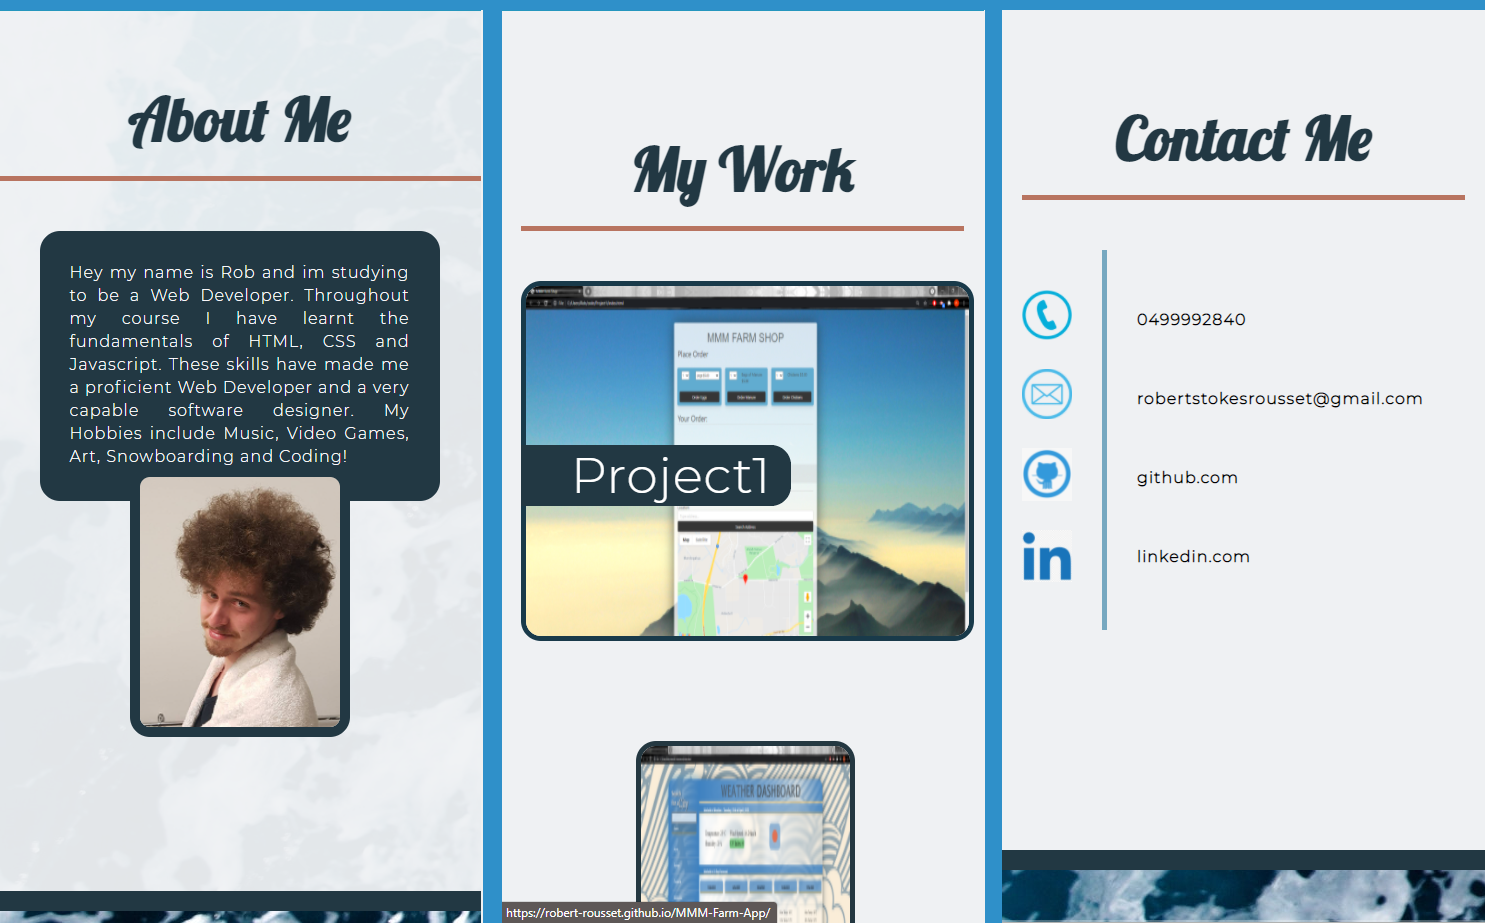 About Me
Hey my name is Rob and im studying
to be a Web Developer. Throughout
my course I have learnt the
fundamentals of HTML, CSS and
Javascript. These skills have made me
a proficient Web Developer and a very
capable software designer. My
Hobbies include Music, Video Games,
Art, Snowboarding and Coding!
My Work
MMM FARM SHOP
Place Order
Your Order:
Project1
WEATHER DASHBOARD
https://robert-rousset.github.io/MMM-Farm-App/
Contact Me
0499992840
robertstokesrousset@gmail.com
github.com
in
linkedin.com